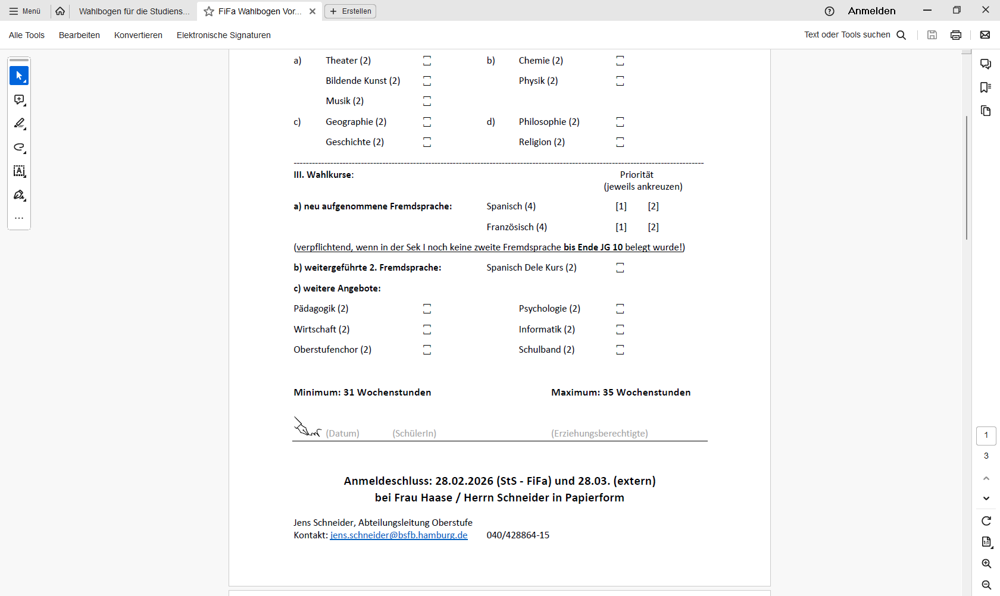 Menü
Wahlbogen für die Studiens...
FiFa Wahlbogen Vor...
Erstellen
Anmelden
Alle Tools Bearbeiten Konvertieren Elektronische Signaturen
Text oder Tools suchen
a) Theater (2) b) Chemie (2)
Bildende Kunst (2) Physik (2)
Musik (2)
c) Geographie (2) d) Philosophie (2)
Geschichte (2) Religion (2)
III. Wahlkurse: Priorität
(jeweils ankreuzen)
a) neu aufgenommene Fremdsprache: Spanisch (4) [1] [2]
Französisch (4) [1] [2]
(verpflichtend, wenn in der Sek I noch keine zweite Fremdsprache bis Ende JG 10 belegt wurde!)
b) weitergeführte 2. Fremdsprache: Spanisch Dele Kurs (2)
c) weitere Angebote:
Pädagogik (2) Psychologie (2)
Wirtschaft (2) Informatik (2)
Oberstufenchor (2) Schulband (2)
Minimum: 31 Wochenstunden Maximum: 35 Wochenstunden
(Datum) (SchülerIn) (Erziehungsberechtigte)
Anmeldeschluss: 28.02.2026 (StS - FiFa) und 28.03. (extern)
bei Frau Haase / Herrn Schneider in Papierform
Jens Schneider, Abteilungsleitung Oberstufe
Kontakt: jens.schneider@bsfb.hamburg.de 040/428864-15
1
3